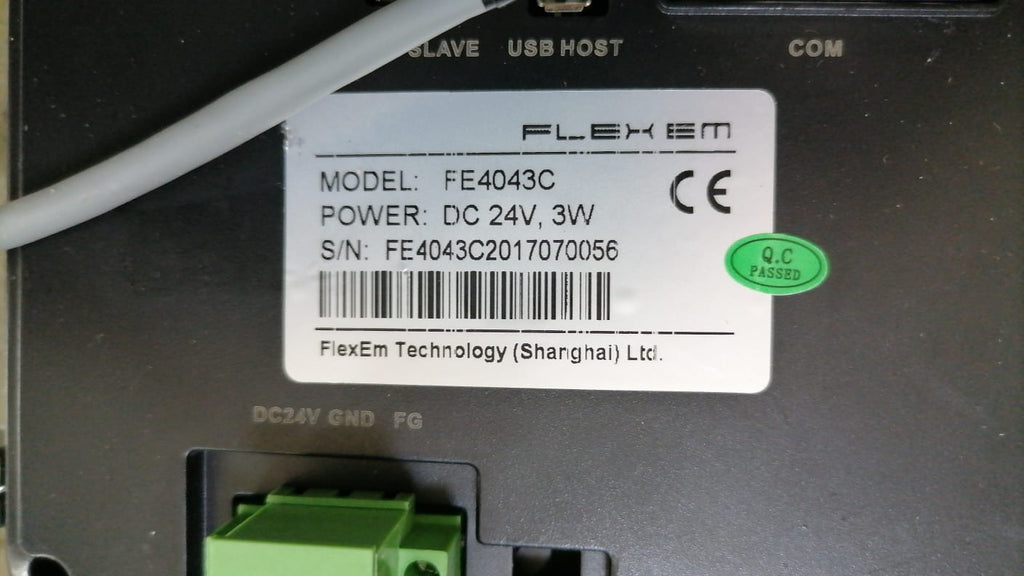 SLAVE USB HOST COM
FLEXEM
MODEL: FE4043C
POWER: DC 24V, 3W
CE
S/N: FE4043C2017070056
Q.C
PASSED
FlexEm Technology (Shanghai) Ltd.
DC24V GND FG